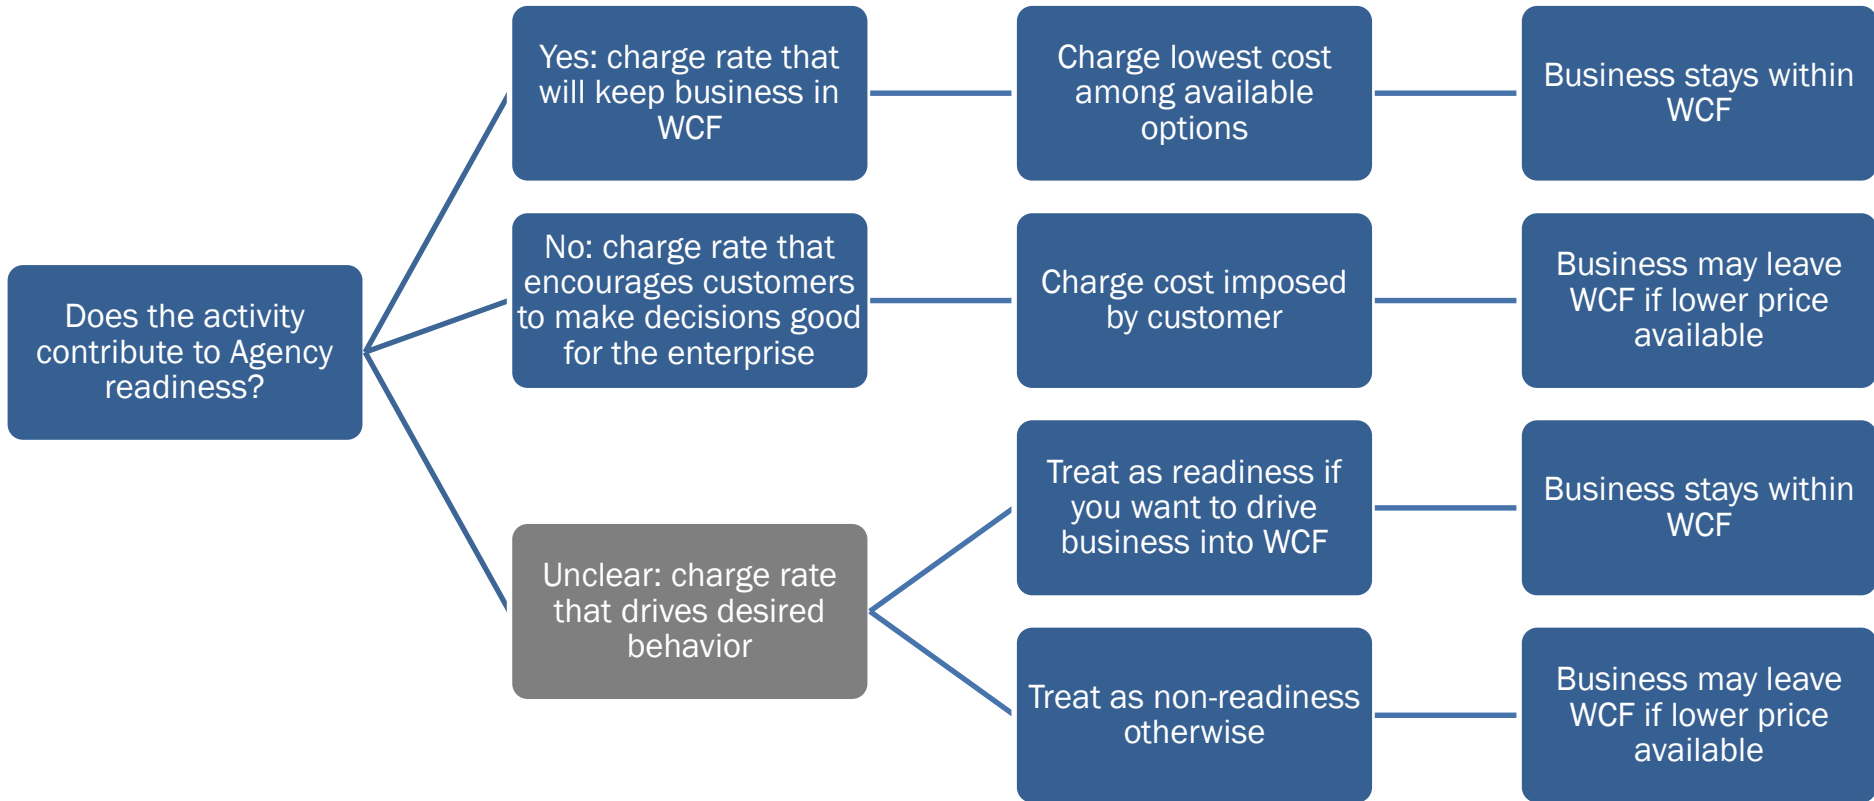 Does the activity
contribute to Agency
readiness?
Yes: charge rate that
will keep business in
WCF
Charge lowest cost
among available
options
Business stays within
WCF
No: charge rate that
encourages customers
to make decisions good
for the enterprise
Charge cost imposed
by customer
Business may leave
WCF if lower price
available
Unclear: charge rate
that drives desired
behavior
Treat as readiness if
you want to drive
business into WCF
Business stays within
WCF
Treat as non-readiness
otherwise
Business may leave
WCF if lower price
available